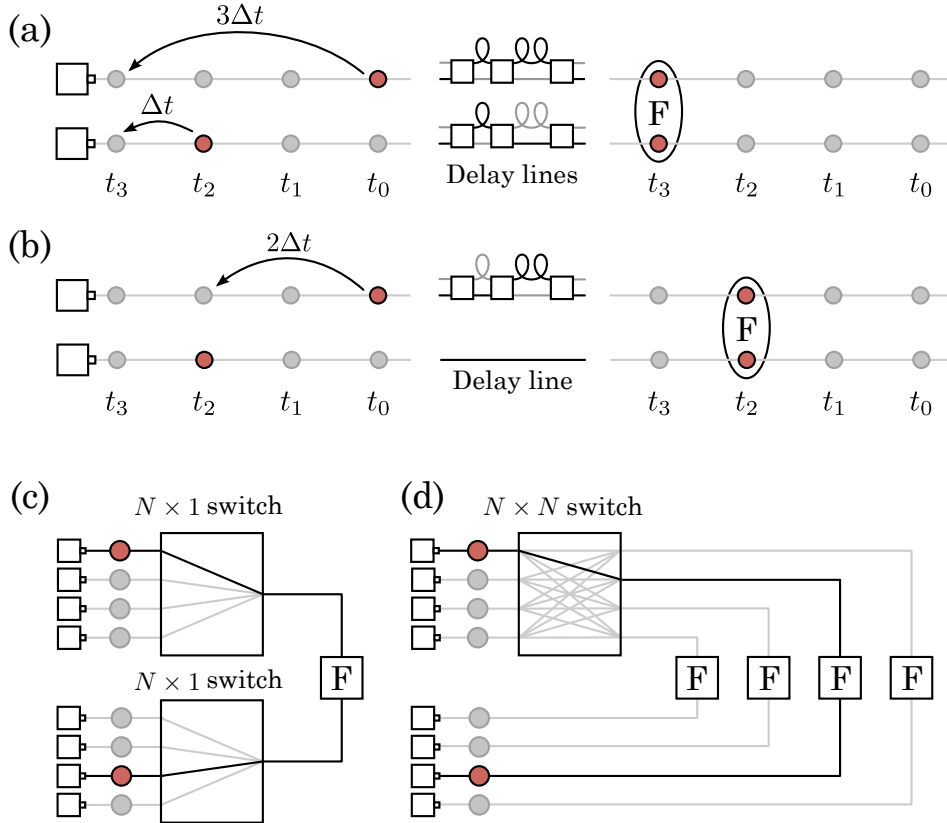 (a)
3Δt
Δt
F
t₃ t₂ t₁ t₀
Delay lines
t₃ t₂ t₁ t₀
(b)
2Δt
F
Delay line
t₃ t₂ t₁ t₀
t₃ t₂ t₁ t₀
(c)
N × 1 switch
F
N × 1 switch
(d)
N × N switch
F F F F